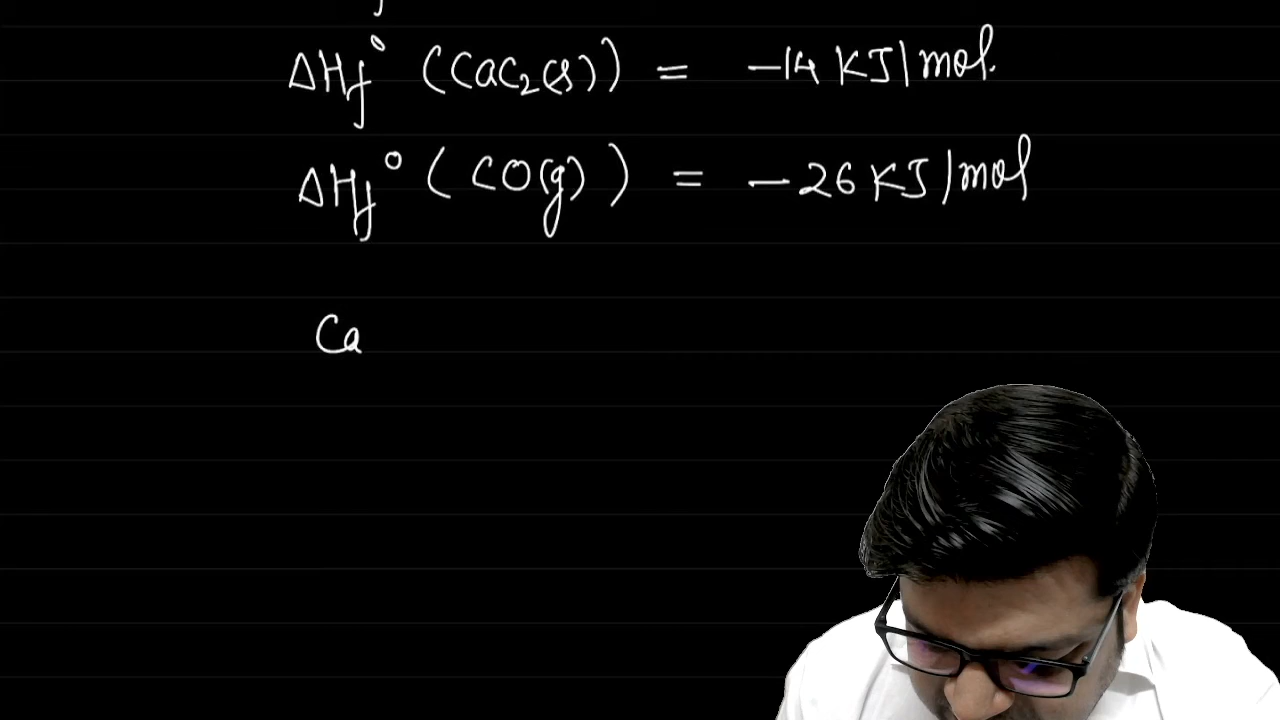 ΔHf° (CaC₂(s)) = -14 KJ/mol.
ΔHf° (CO(g)) = -26 KJ/mol
Ca